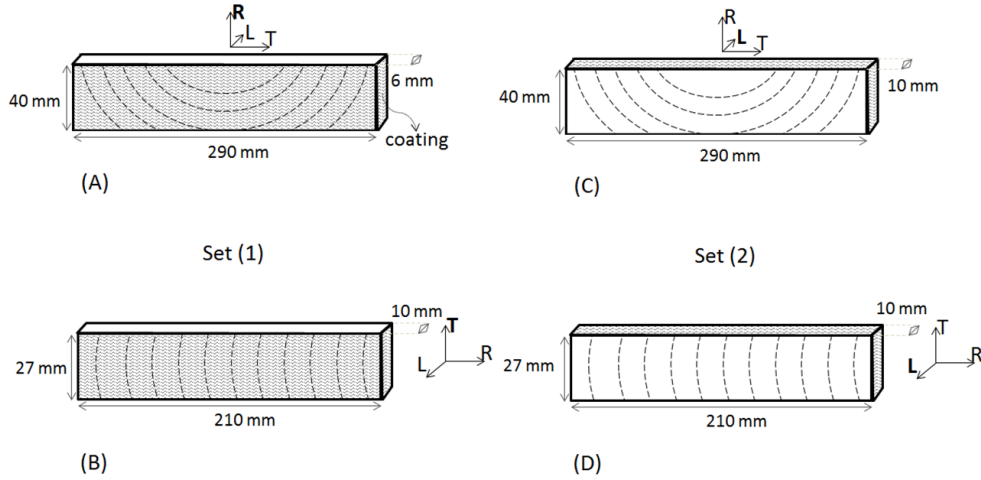 R
L
T
6 mm
40 mm
coating
290 mm
(A)
R
L
T
10 mm
40 mm
290 mm
(C)
Set (1)
Set (2)
10 mm
T
L
R
27 mm
210 mm
(B)
10 mm
T
R
L
27 mm
210 mm
(D)